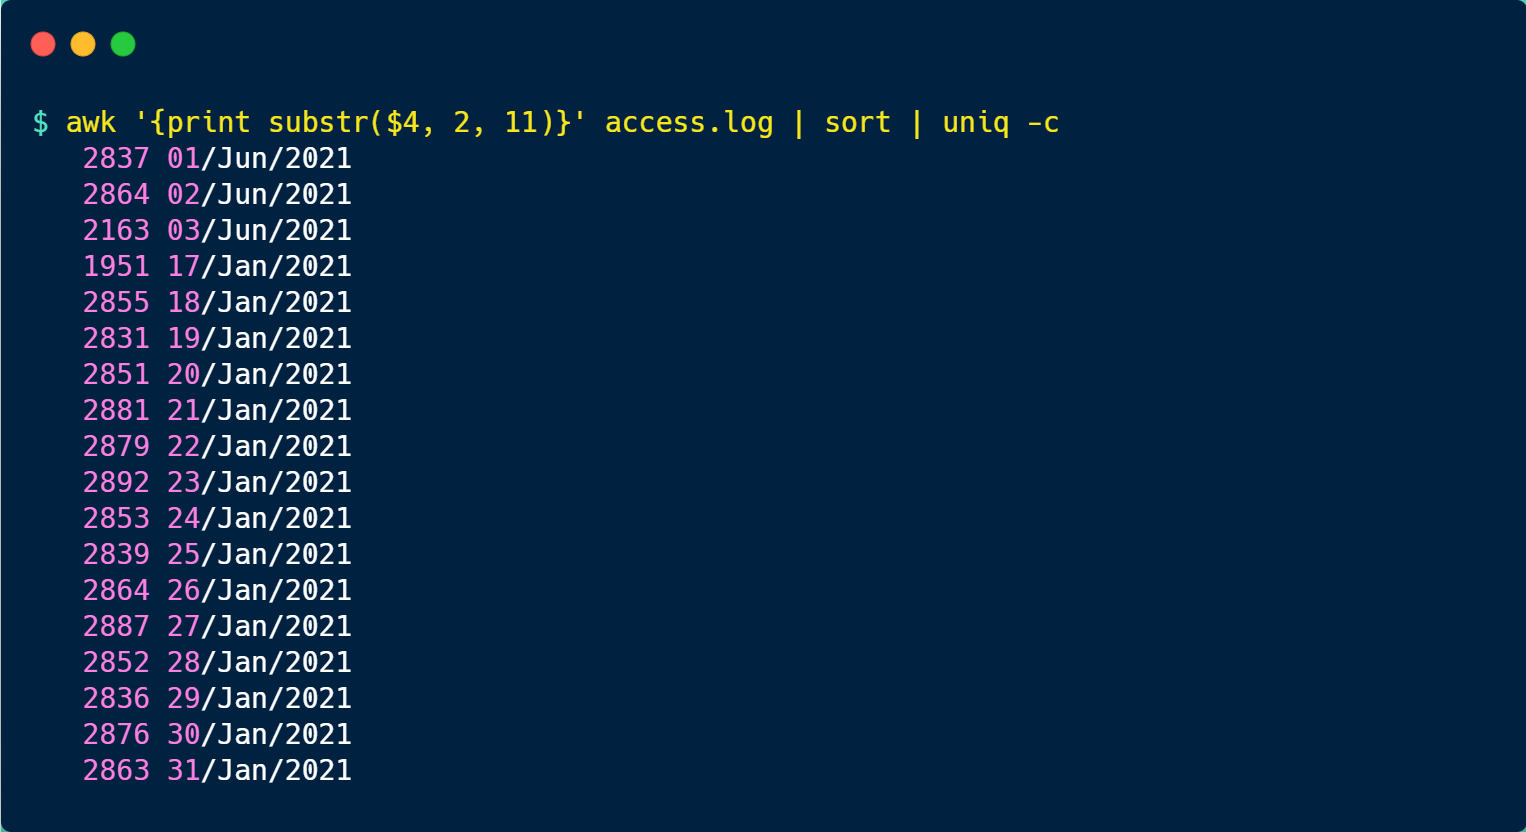 $ awk '{print substr($4, 2, 11)}' access.log | sort | uniq -c
2837 01/Jun/2021
2864 02/Jun/2021
2163 03/Jun/2021
1951 17/Jan/2021
2855 18/Jan/2021
2831 19/Jan/2021
2851 20/Jan/2021
2881 21/Jan/2021
2879 22/Jan/2021
2892 23/Jan/2021
2853 24/Jan/2021
2839 25/Jan/2021
2864 26/Jan/2021
2887 27/Jan/2021
2852 28/Jan/2021
2836 29/Jan/2021
2876 30/Jan/2021
2863 31/Jan/2021